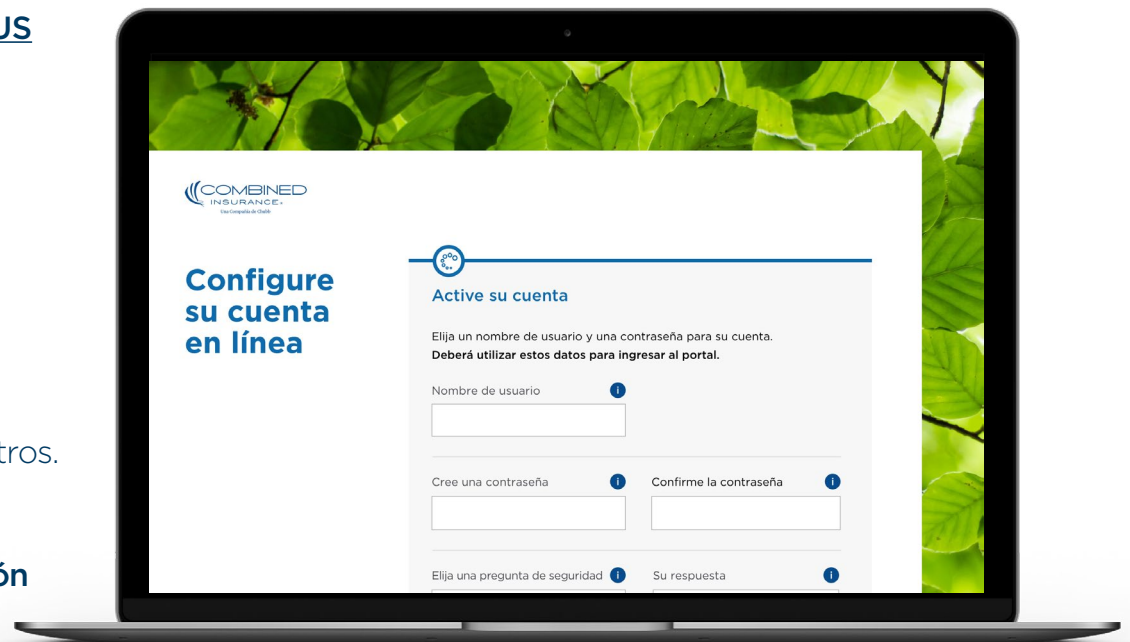 US
COMBINED
INSURANCE®
Una Compañía de Chubb
Configure
su cuenta
en línea
Active su cuenta
Elija un nombre de usuario y una contraseña para su cuenta.
Deberá utilizar estos datos para ingresar al portal.
Nombre de usuario
Cree una contraseña
Confirme la contraseña
Elija una pregunta de seguridad
Su respuesta
tros.
ón